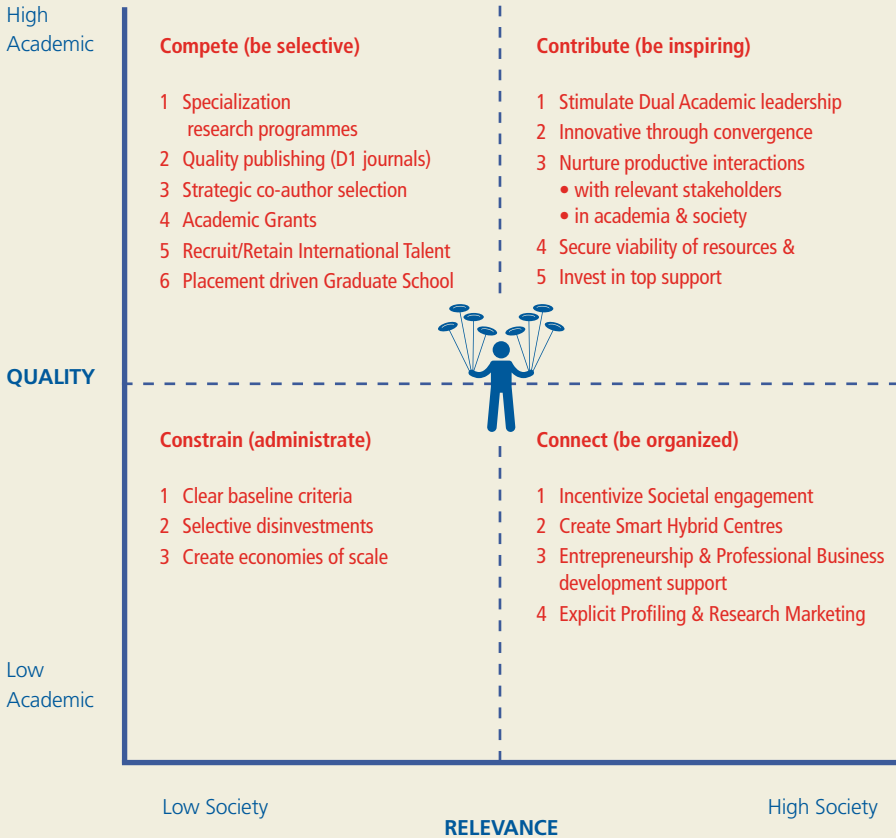 High
Academic
Compete (be selective)
1 Specialization
research programmes
2 Quality publishing (D1 journals)
3 Strategic co-author selection
4 Academic Grants
5 Recruit/Retain International Talent
6 Placement driven Graduate School
Contribute (be inspiring)
1 Stimulate Dual Academic leadership
2 Innovative through convergence
3 Nurture productive interactions
• with relevant stakeholders
• in academia & society
4 Secure viability of resources &
5 Invest in top support
QUALITY
Constrain (administrate)
1 Clear baseline criteria
2 Selective disinvestments
3 Create economies of scale
Connect (be organized)
1 Incentivize Societal engagement
2 Create Smart Hybrid Centres
3 Entrepreneurship & Professional Business
development support
4 Explicit Profiling & Research Marketing
Low
Academic
Low Society
RELEVANCE
High Society